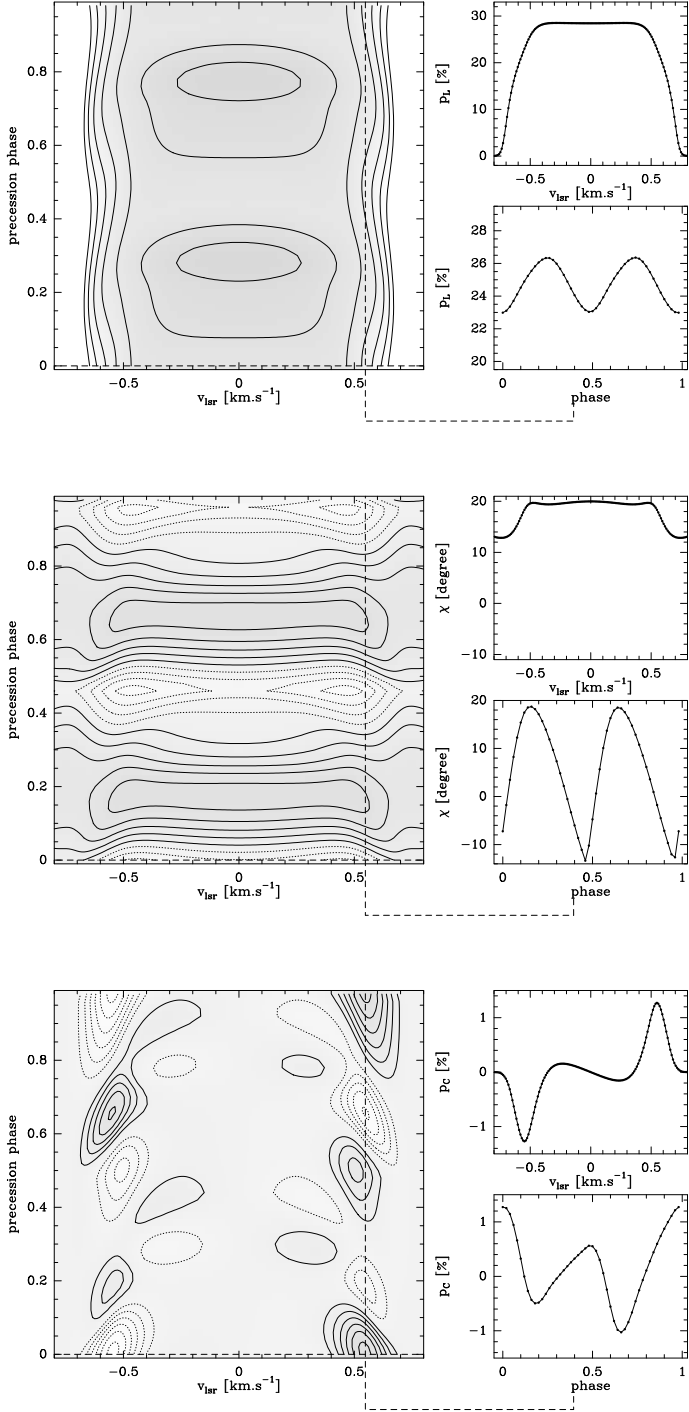 precession phase
0.8
0.6
0.4
0.2
0
−0.5 0 0.5
v_lsr [km.s⁻¹]
p_L [%]
30
20
10
0
−0.5 0 0.5
v_lsr [km.s⁻¹]
p_L [%]
28
26
24
22
20
0 0.5 1
phase
precession phase
0.8
0.6
0.4
0.2
0
−0.5 0 0.5
v_lsr [km.s⁻¹]
χ [degree]
20
10
0
−10
−0.5 0 0.5
v_lsr [km.s⁻¹]
χ [degree]
20
10
0
−10
0 0.5 1
phase
precession phase
0.8
0.6
0.4
0.2
0
−0.5 0 0.5
v_lsr [km.s⁻¹]
p_C [%]
1
0
−1
−0.5 0 0.5
v_lsr [km.s⁻¹]
p_C [%]
1
0
−1
0 0.5 1
phase